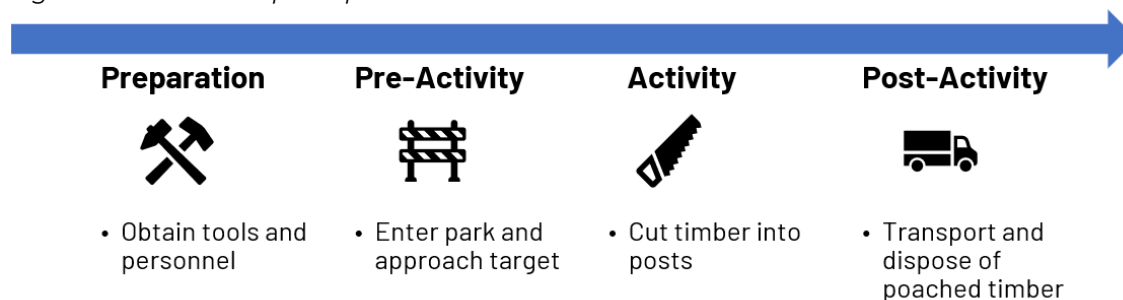 Preparation
Pre-Activity
Activity
Post-Activity
• Obtain tools and
personnel
• Enter park and
approach target
• Cut timber into
posts
• Transport and
dispose of
poached timber